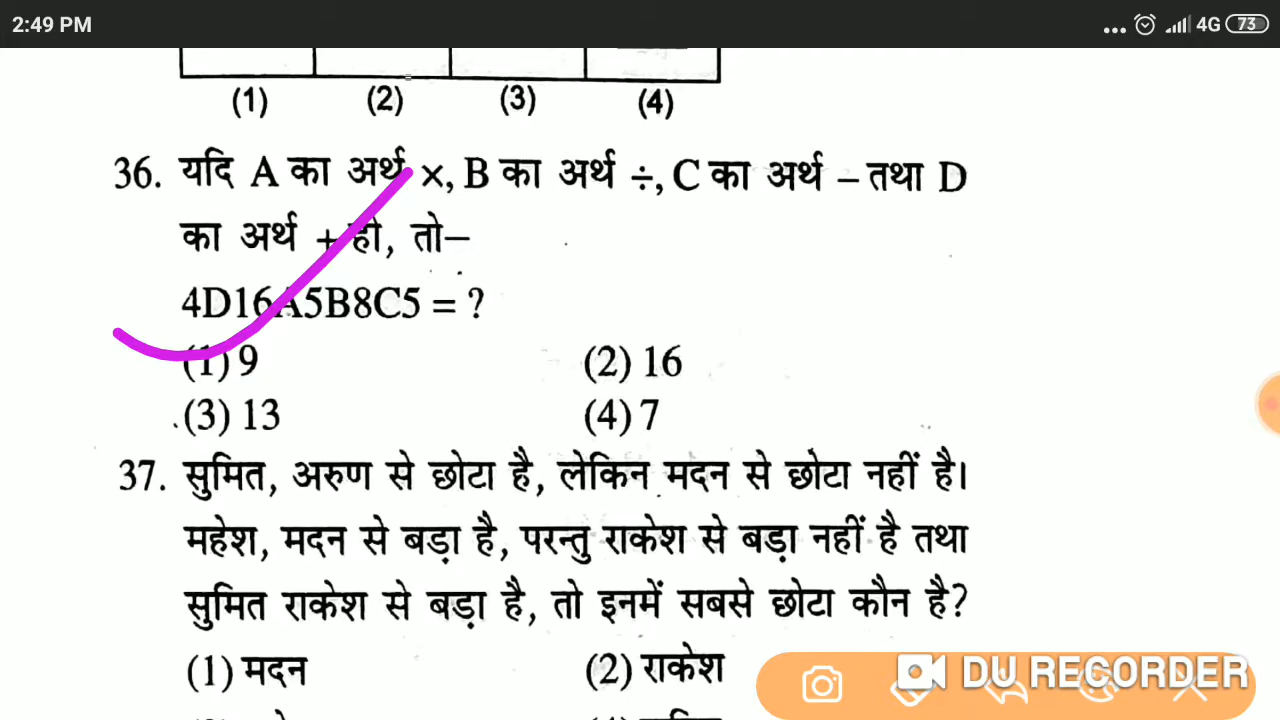 2:49 PM
4G 73
(1) (2) (3) (4)
36. यदि A का अर्थ ×, B का अर्थ ÷, C का अर्थ – तथा D
का अर्थ + हो, तो–
4D16A5B8C5 = ?
(1) 9 (2) 16
(3) 13 (4) 7
37. सुमित, अरुण से छोटा है, लेकिन मदन से छोटा नहीं है।
महेश, मदन से बड़ा है, परन्तु राकेश से बड़ा नहीं है तथा
सुमित राकेश से बड़ा है, तो इनमें सबसे छोटा कौन है?
(1) मदन (2) राकेश
DU RECORDER